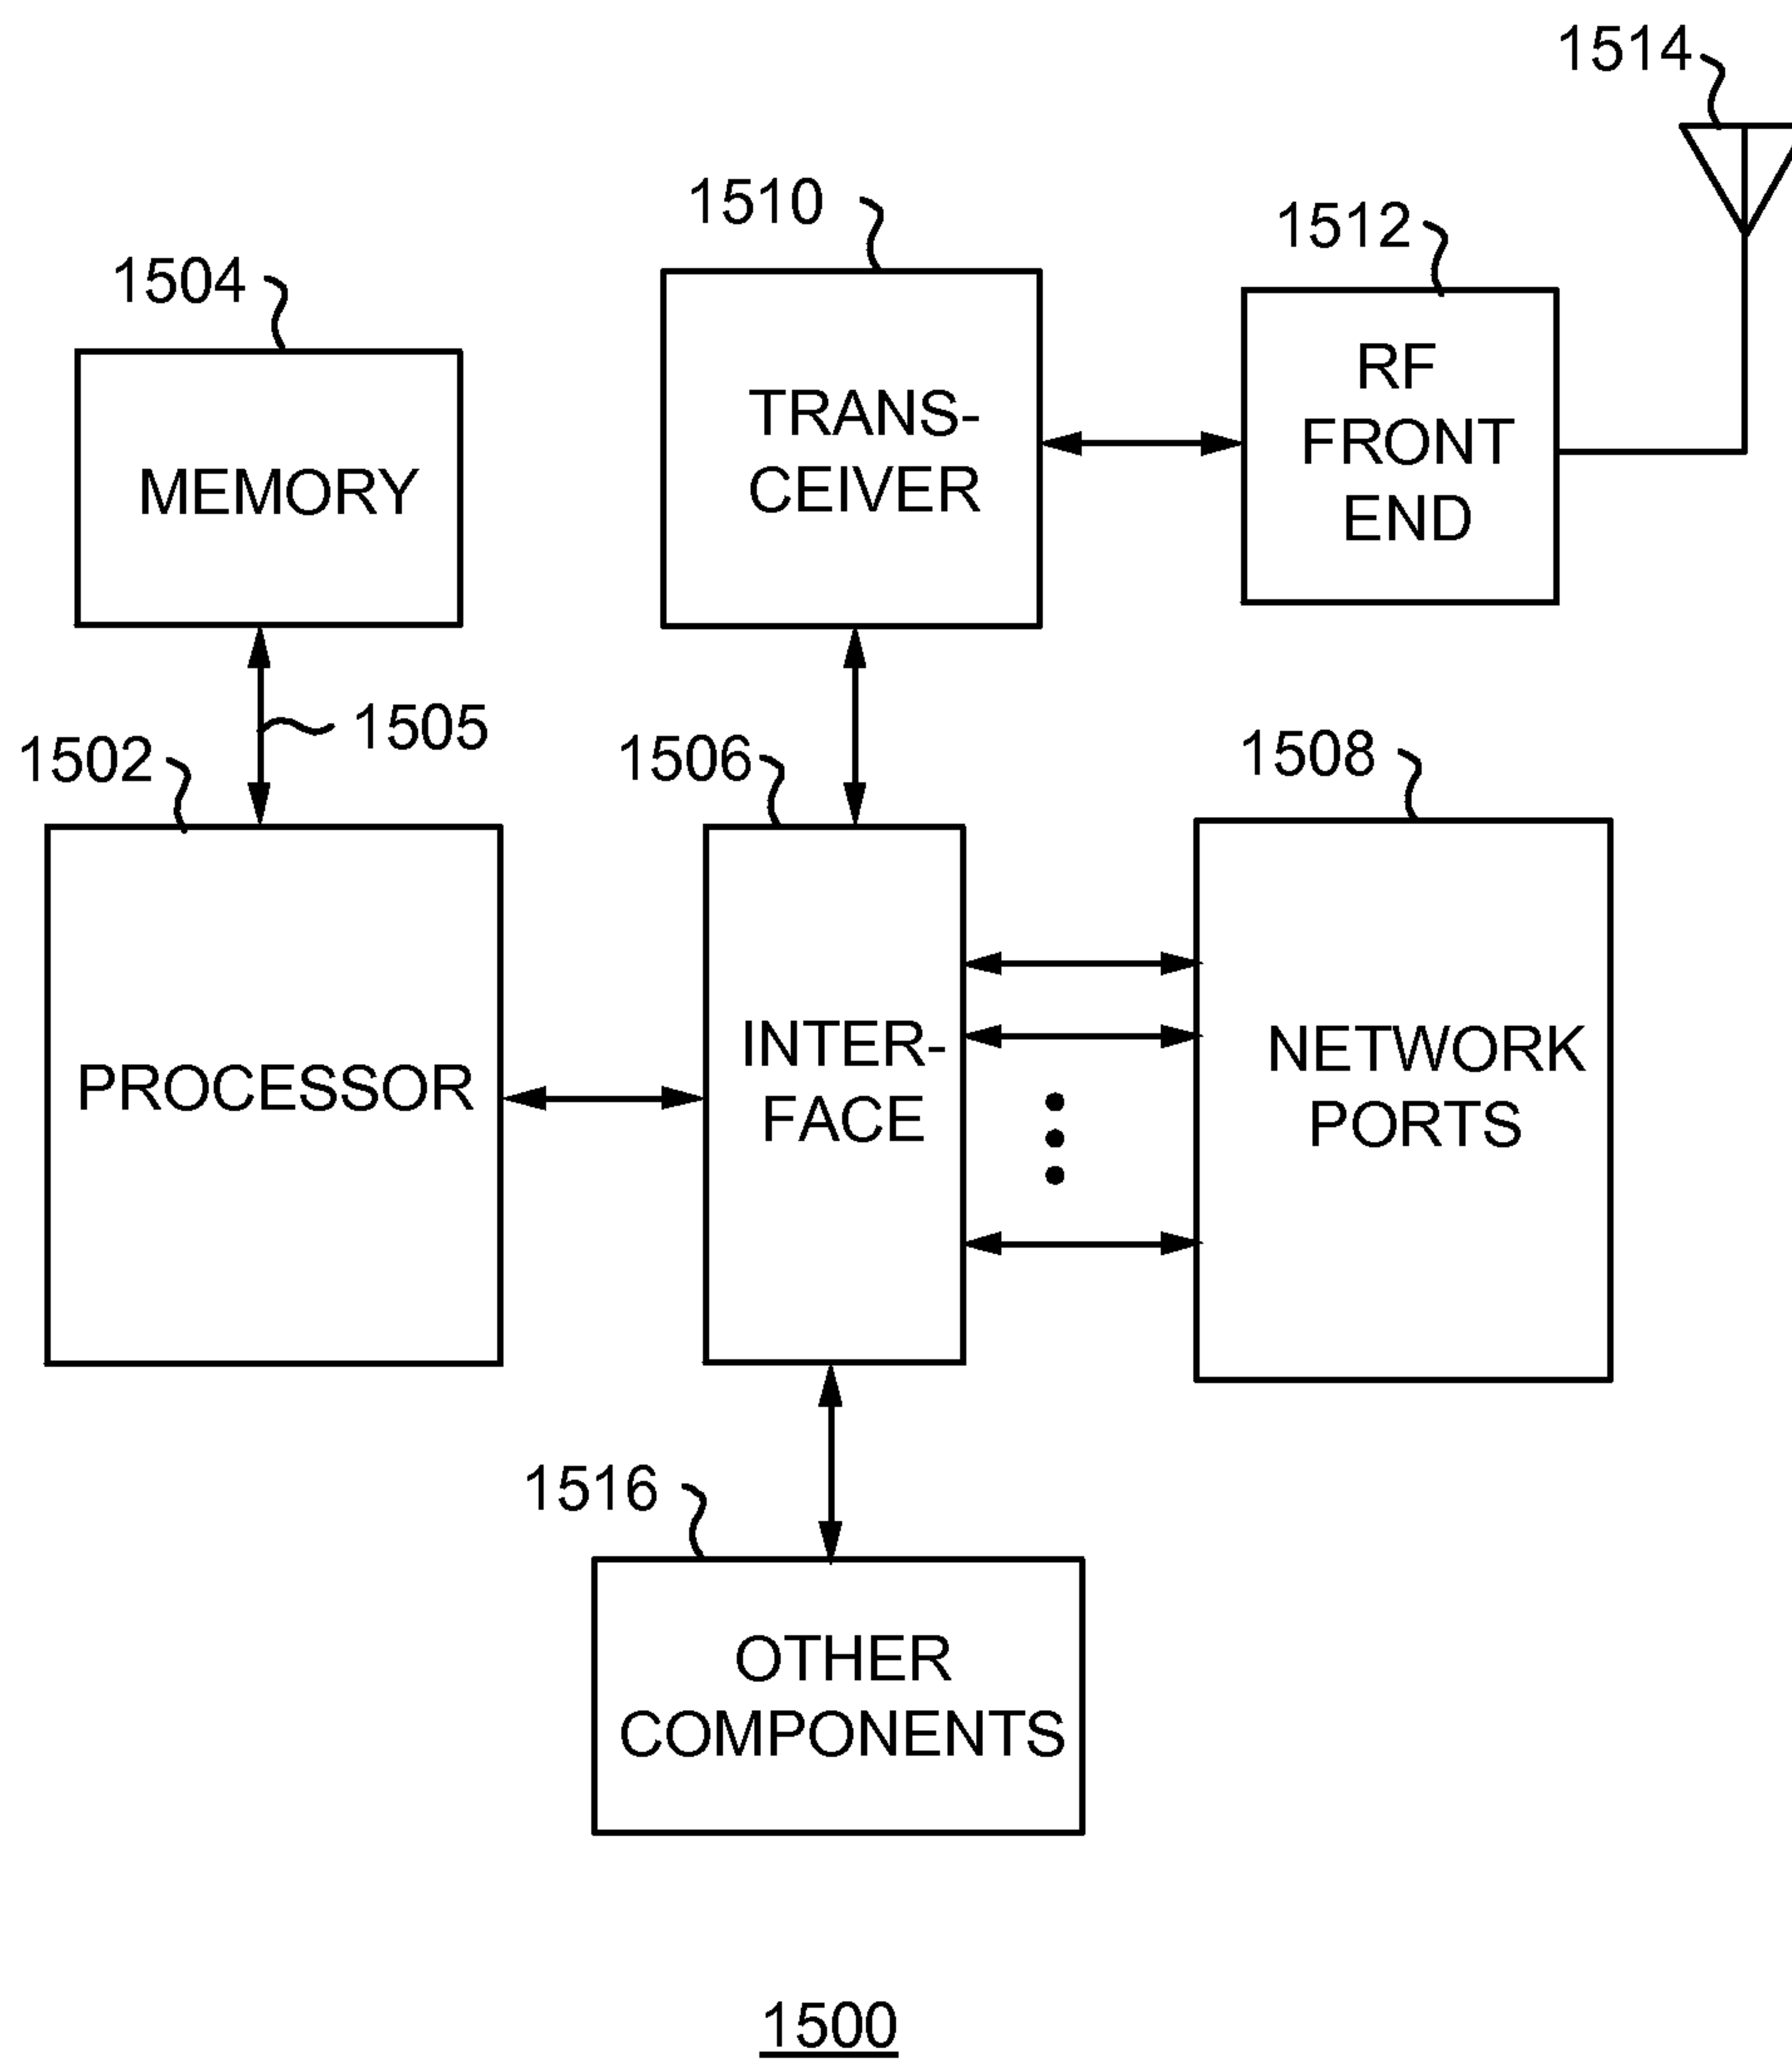 1514
1510
1512
1504
TRANS-
CEIVER
RF
FRONT
END
MEMORY
1505
1502
1506
1508
PROCESSOR
INTER-
FACE
NETWORK
PORTS
1516
OTHER
COMPONENTS
1500